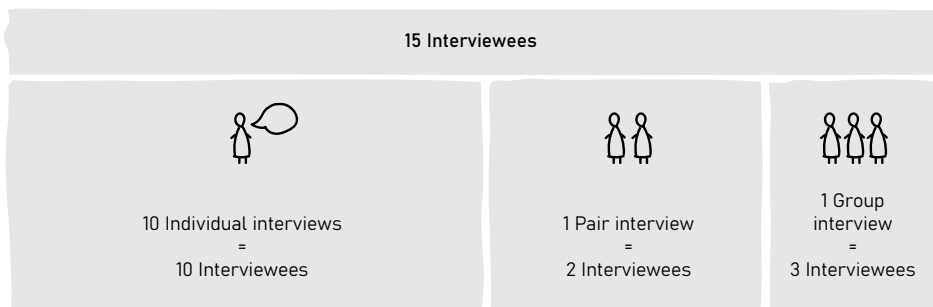 15 Interviewees
10 Individual interviews
=
10 Interviewees
1 Pair interview
=
2 Interviewees
1 Group
interview
=
3 Interviewees